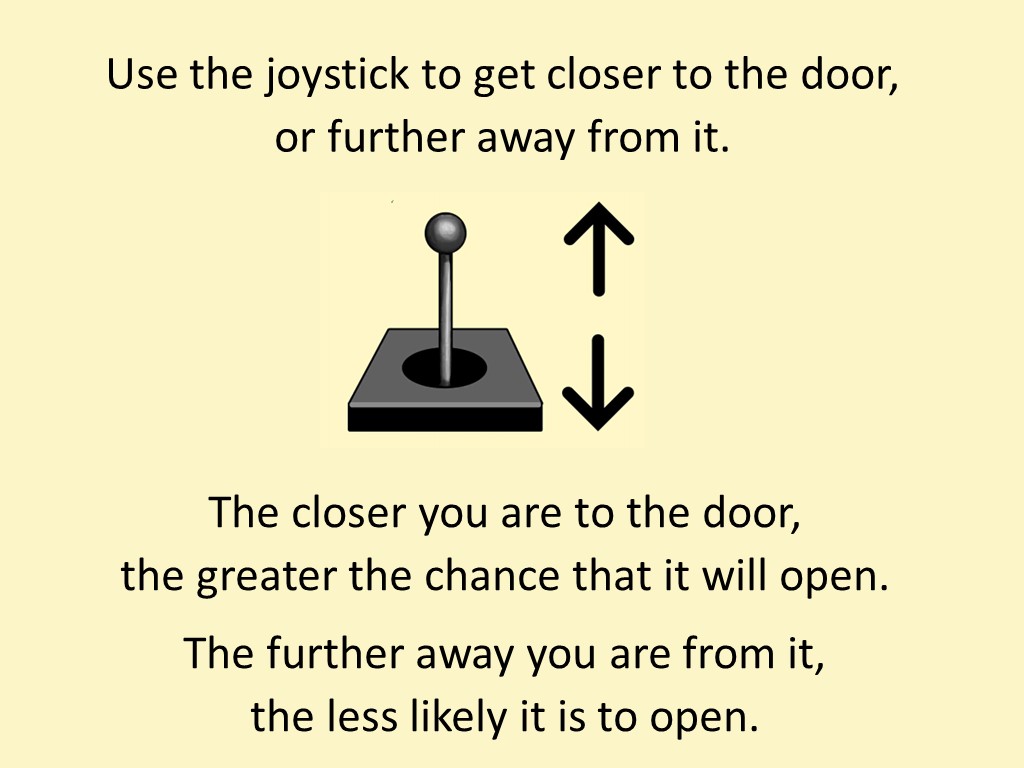 Use the joystick to get closer to the door,
or further away from it.
The closer you are to the door,
the greater the chance that it will open.
The further away you are from it,
the less likely it is to open.